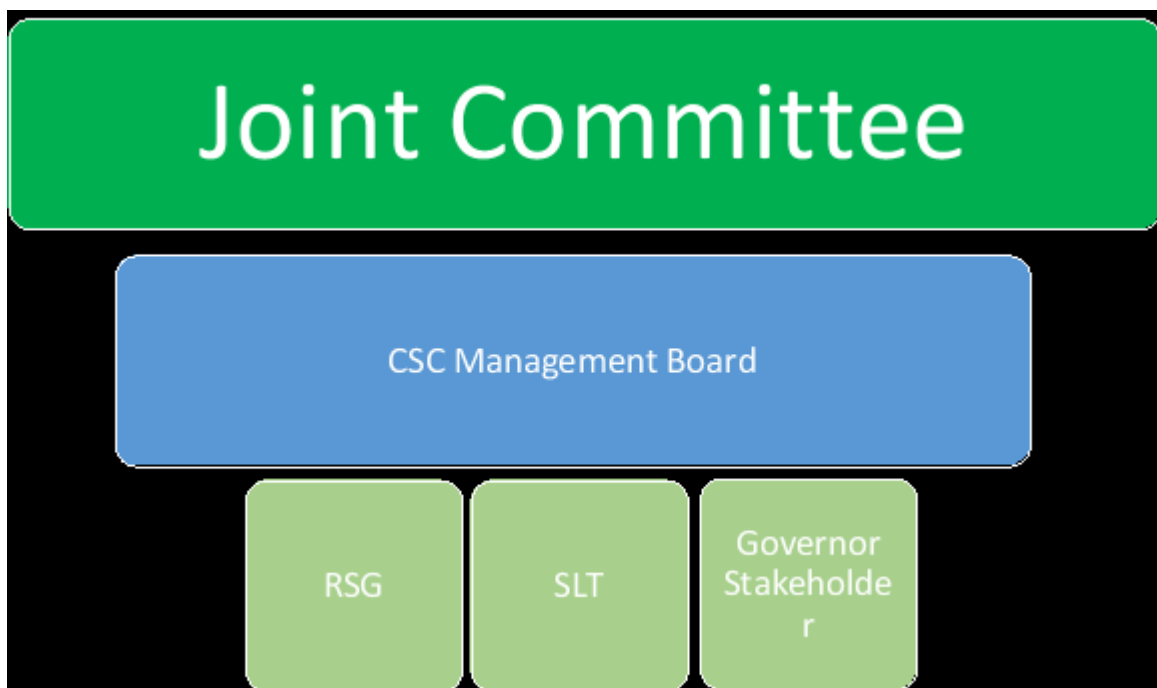 Joint Committee
CSC Management Board
RSG
SLT
Governor
Stakeholde
r